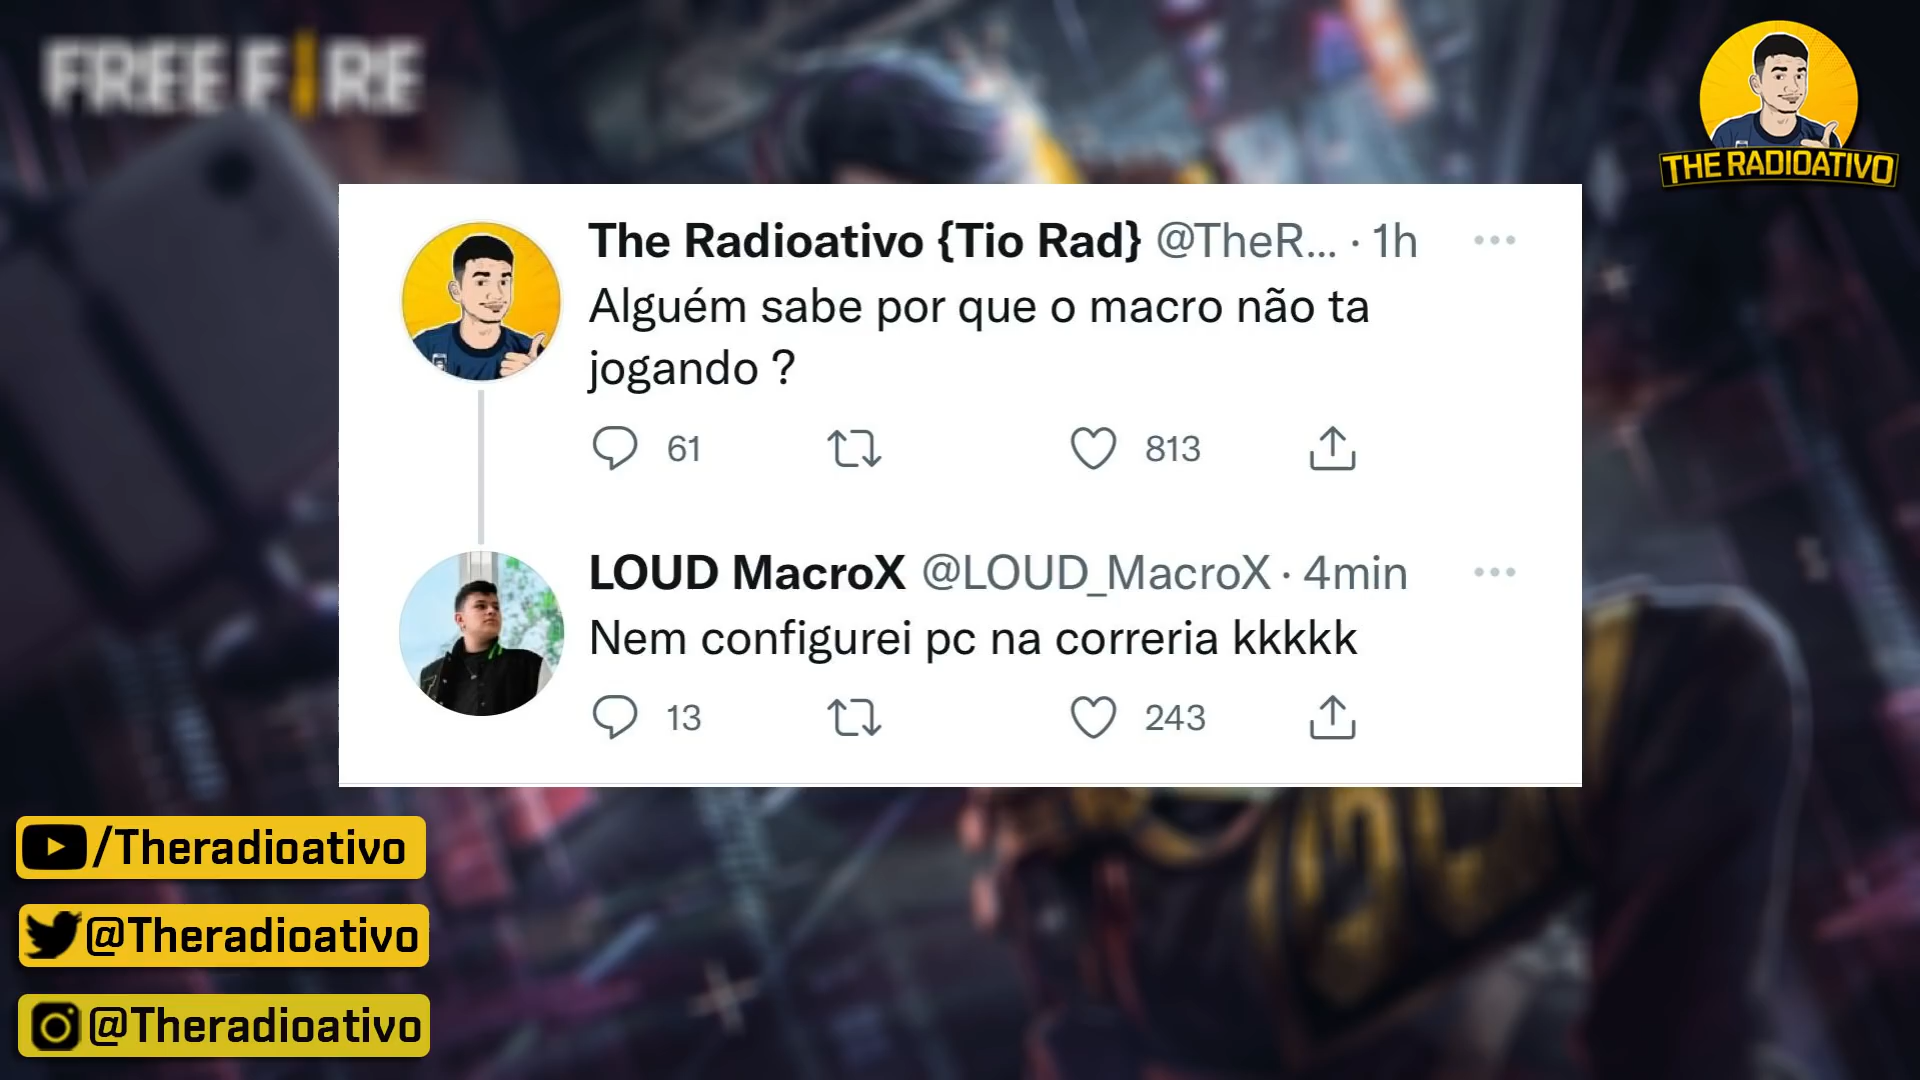 FREE FIRE
THE RADIOATIVO
The Radioativo {Tio Rad} @TheR... · 1h
Alguém sabe por que o macro não ta
jogando ?
61 813
LOUD MacroX @LOUD_MacroX · 4min
Nem configurei pc na correria kkkkk
13 243
/Theradioativo
@Theradioativo
@Theradioativo